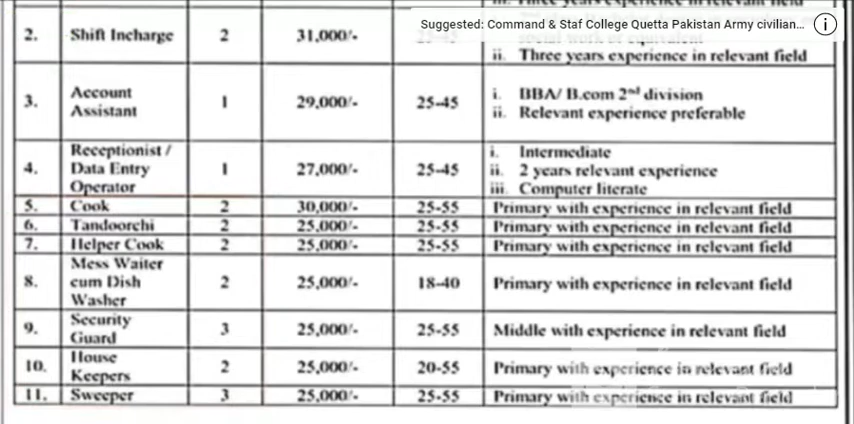 Suggested: Command & Staf College Quetta Pakistan Army civilian...
2. Shift Incharge 2 31,000/- 25-45
ii. Three years experience in relevant field
3. Account Assistant 1 29,000/- 25-45
i. BBA/ B.com 2nd division
ii. Relevant experience preferable
4. Receptionist / Data Entry Operator 1 27,000/- 25-45
i. Intermediate
ii. 2 years relevant experience
iii. Computer literate
5. Cook 2 30,000/- 25-55 Primary with experience in relevant field
6. Tandoorchi 2 25,000/- 25-55 Primary with experience in relevant field
7. Helper Cook 2 25,000/- 25-55 Primary with experience in relevant field
8. Mess Waiter cum Dish Washer 2 25,000/- 18-40 Primary with experience in relevant field
9. Security Guard 3 25,000/- 25-55 Middle with experience in relevant field
10. House Keepers 2 25,000/- 20-55 Primary with experience in relevant field
11. Sweeper 3 25,000/- 25-55 Primary with experience in relevant field